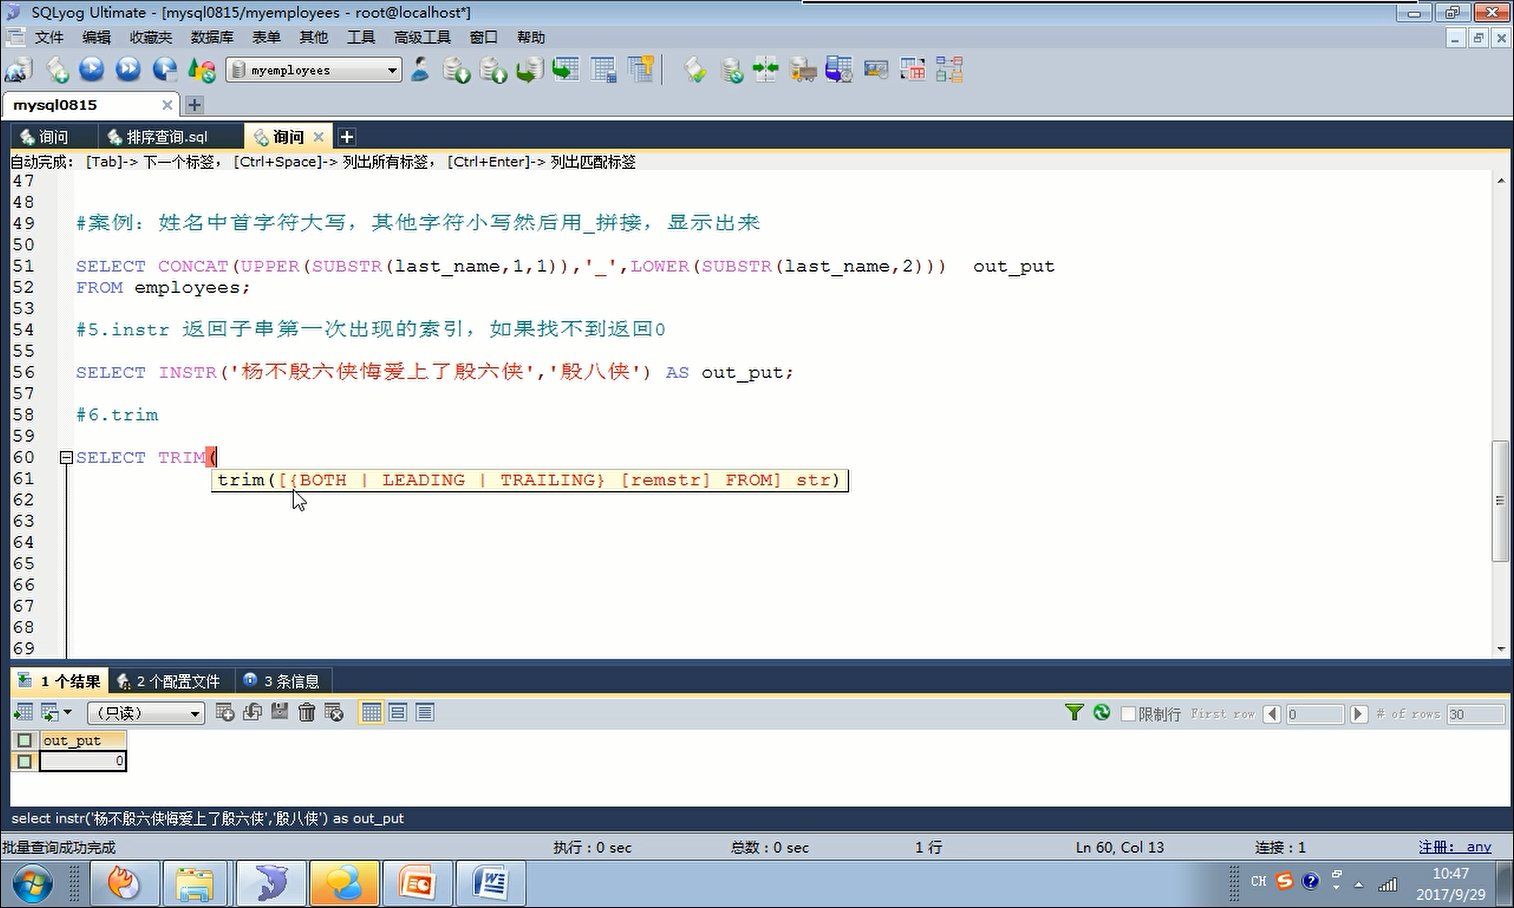 SQLyog Ultimate - [mysql0815/myemployees - root@localhost*]
文件 编辑 收藏夹 数据库 表单 其他 工具 高级工具 窗口 帮助
myemployees
mysql0815
询问 排序查询.sql 询问
自动完成: [Tab]-> 下一个标签， [Ctrl+Space]-> 列出所有标签， [Ctrl+Enter]-> 列出匹配标签
47
48
49 #案例：姓名中首字符大写，其他字符小写然后用_拼接，显示出来
50
51 SELECT CONCAT(UPPER(SUBSTR(last_name,1,1)),'_',LOWER(SUBSTR(last_name,2))) out_put
52 FROM employees;
53
54 #5.instr 返回子串第一次出现的索引，如果找不到返回0
55
56 SELECT INSTR('杨不殷六侠悔爱上了殷六侠','殷八侠') AS out_put;
57
58 #6.trim
59
60 SELECT TRIM(
61 trim([{BOTH | LEADING | TRAILING} [remstr] FROM] str)
62
63
64
65
66
67
68
69
1 个结果 2 个配置文件 3 条信息
(只读) 限制行 First row 0 # of rows 30
out_put
0
select instr('杨不殷六侠悔爱上了殷六侠','殷八侠') as out_put
批量查询成功完成 执行：0 sec 总数：0 sec 1 行 Ln 60, Col 13 连接：1 注册: any
CH 10:47
2017/9/29